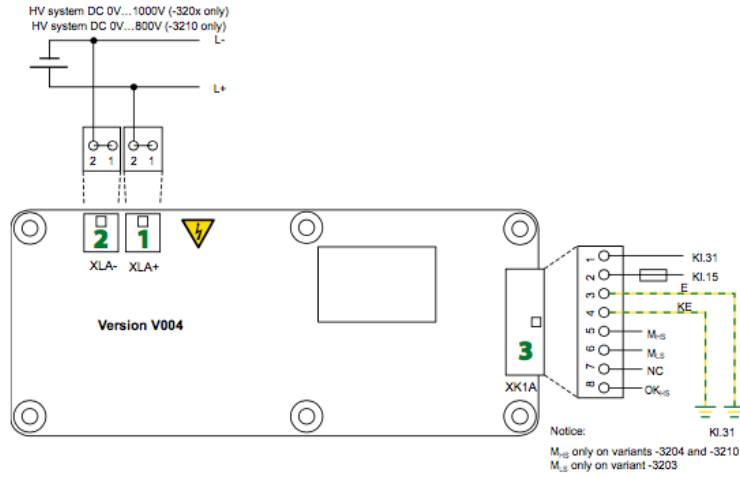 HV system DC 0V...1000V (-320x only)
HV system DC 0V...800V (-3210 only)
L-
L+
2 1 2 1
2 1
XLA- XLA+
Version V004
3
XK1A
1 Kl.31
2 Kl.15
3 E
4 KE
5 MHS
6 MLS
7 NC
8 OKHS
Kl.31
Notice:
MHS only on variants -3204 and -3210
MLS only on variant -3203